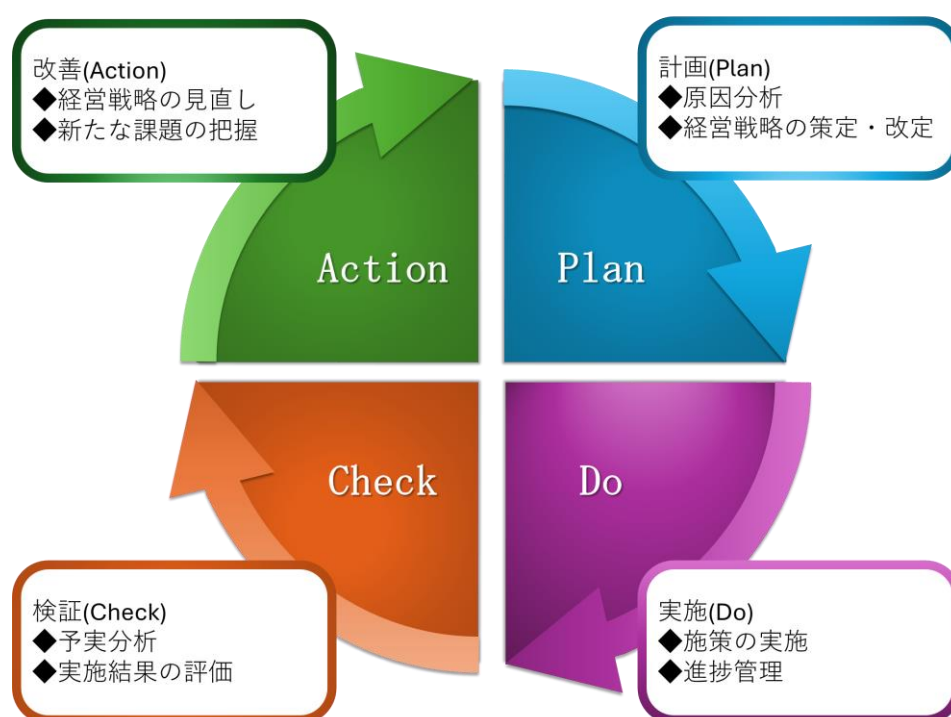 改善(Action)
◆経営戦略の見直し
◆新たな課題の把握
計画(Plan)
◆原因分析
◆経営戦略の策定・改定
Action
Plan
Check
Do
検証(Check)
◆予実分析
◆実施結果の評価
実施(Do)
◆施策の実施
◆進捗管理